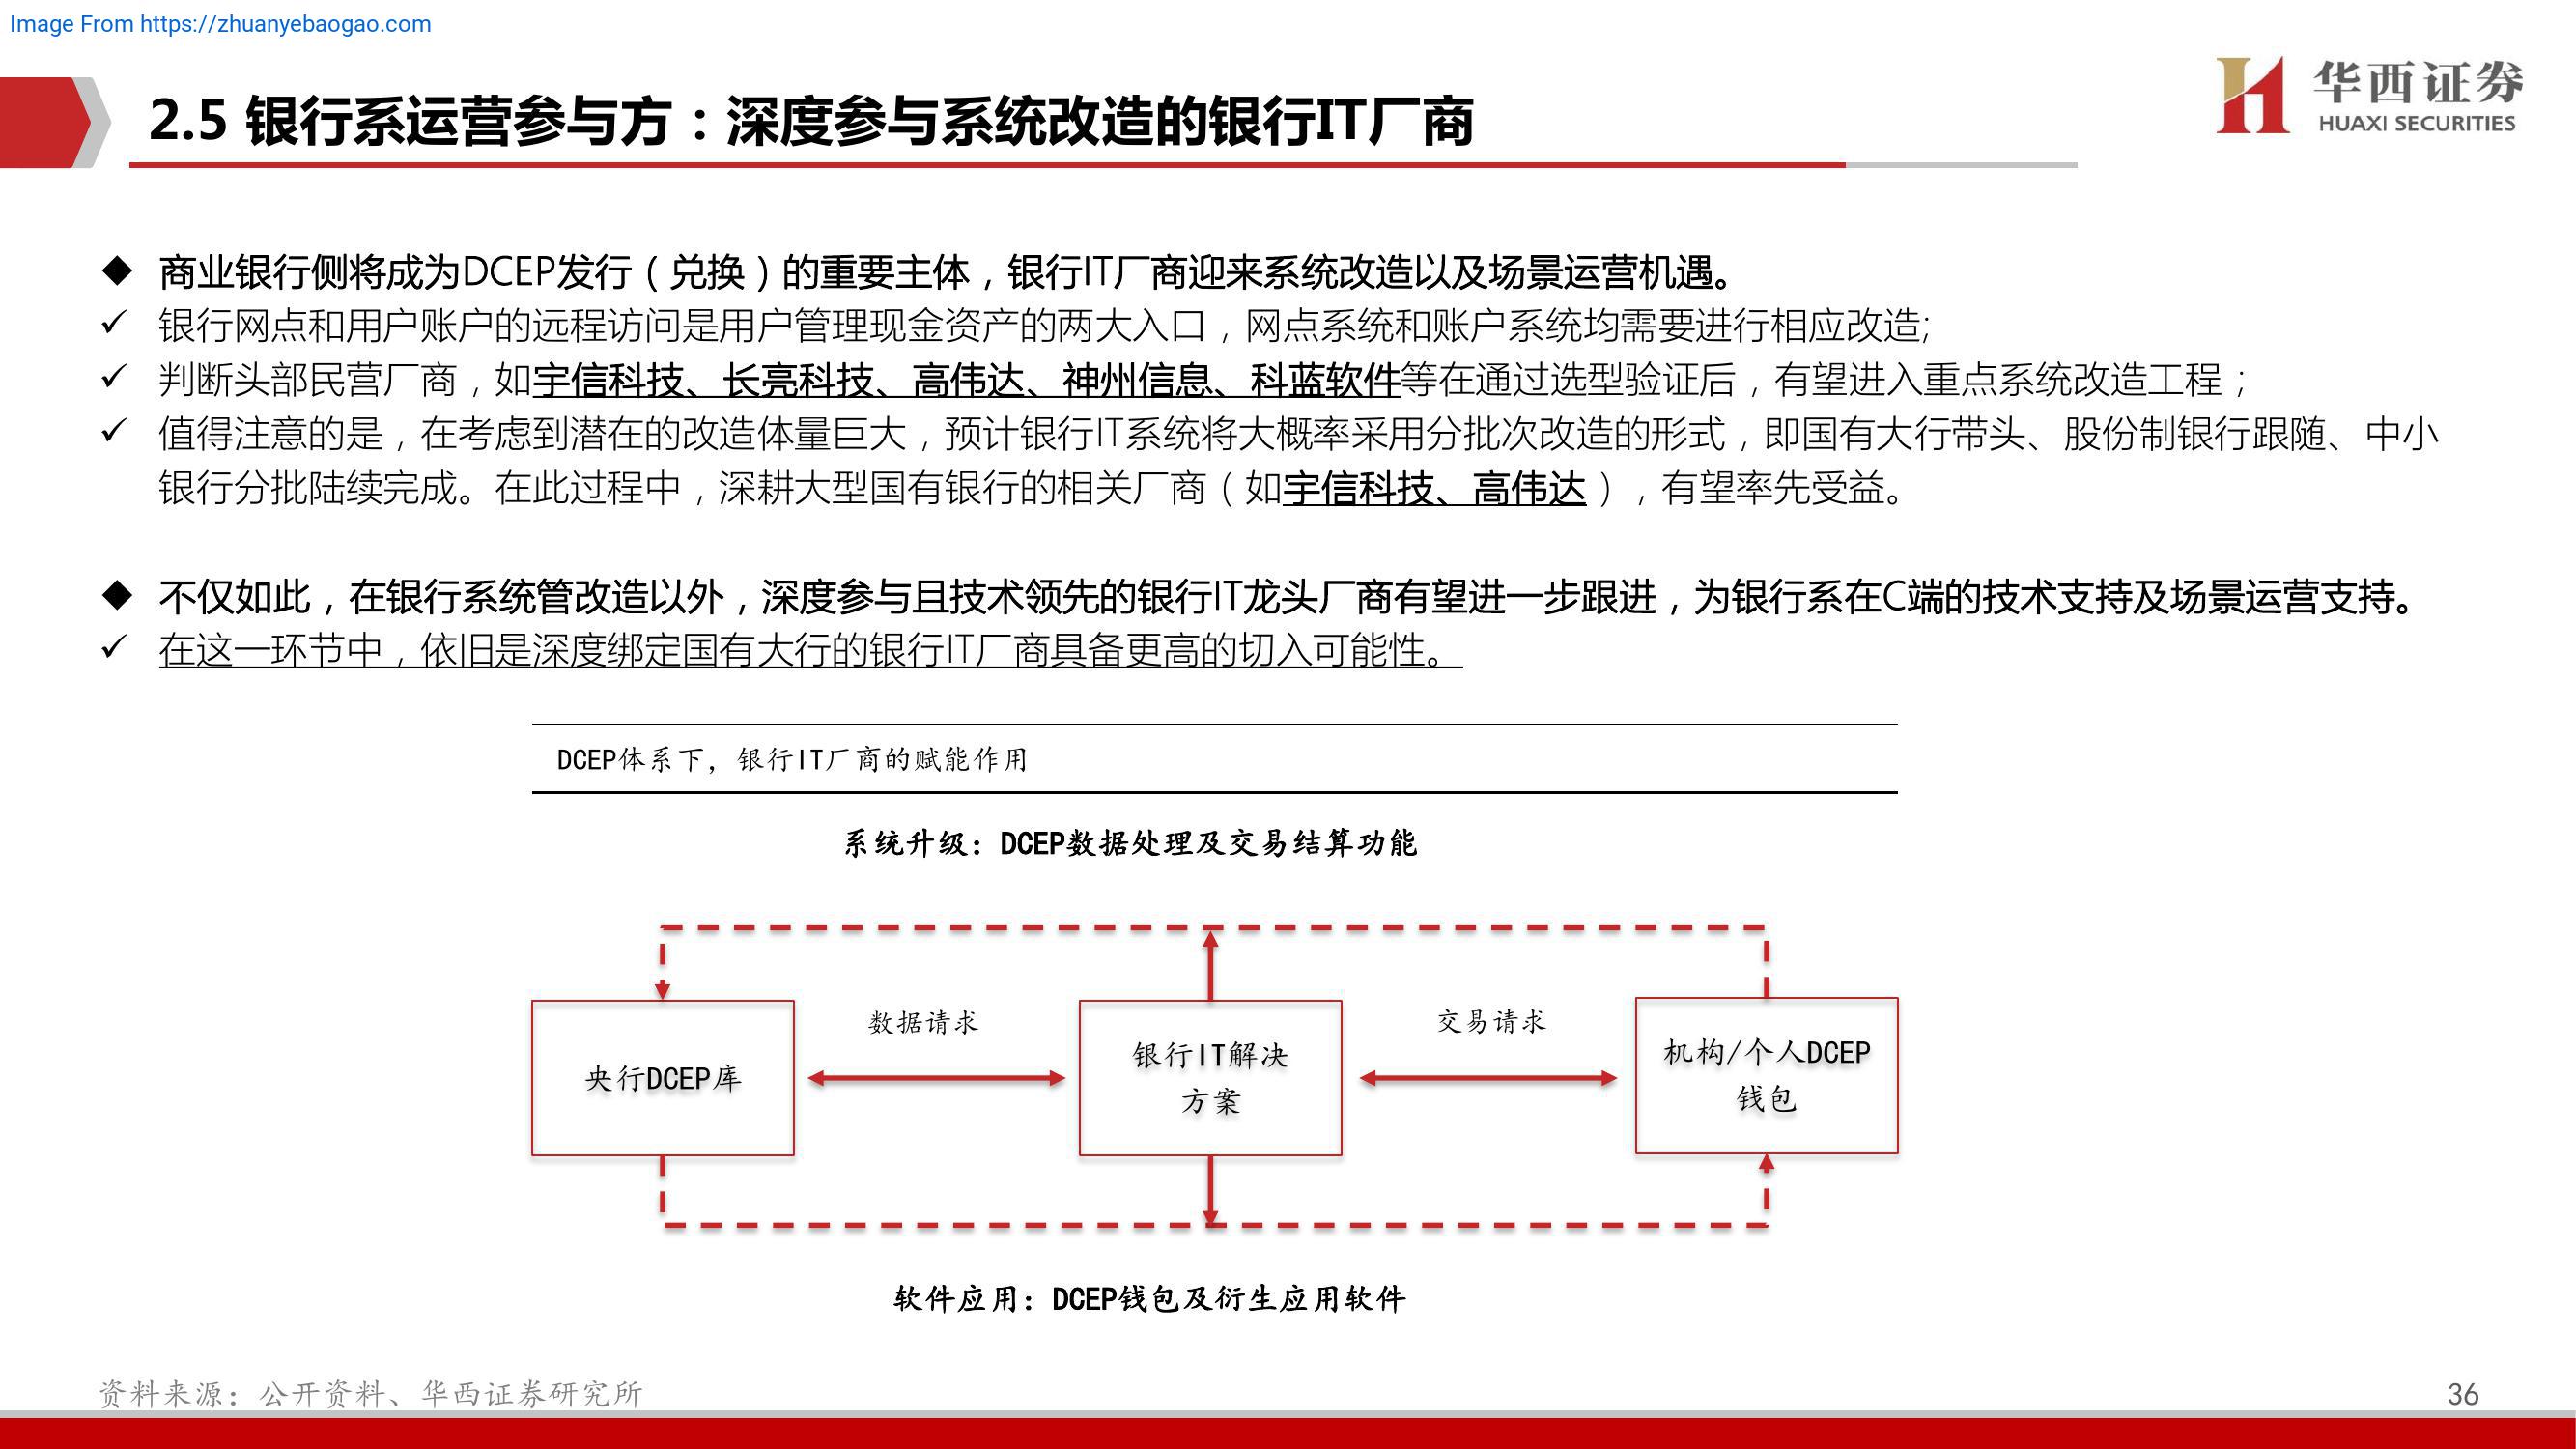 Image From https://zhuanyebaogao.com
华西证券
HUAXI SECURITIES
2.5 银行系运营参与方：深度参与系统改造的银行IT厂商
◆ 商业银行侧将成为DCEP发行（兑换）的重要主体，银行IT厂商迎来系统改造以及场景运营机遇。
✓ 银行网点和用户账户的远程访问是用户管理现金资产的两大入口，网点系统和账户系统均需要进行相应改造;
✓ 判断头部民营厂商，如宇信科技、长亮科技、高伟达、神州信息、科蓝软件等在通过选型验证后，有望进入重点系统改造工程；
✓ 值得注意的是，在考虑到潜在的改造体量巨大，预计银行IT系统将大概率采用分批次改造的形式，即国有大行带头、股份制银行跟随、中小
银行分批陆续完成。在此过程中，深耕大型国有银行的相关厂商（如宇信科技、高伟达），有望率先受益。
◆ 不仅如此，在银行系统管改造以外，深度参与且技术领先的银行IT龙头厂商有望进一步跟进，为银行系在C端的技术支持及场景运营支持。
✓ 在这一环节中，依旧是深度绑定国有大行的银行IT厂商具备更高的切入可能性。
DCEP体系下，银行IT厂商的赋能作用
系统升级：DCEP数据处理及交易结算功能
央行DCEP库
数据请求
银行IT解决
方案
交易请求
机构/个人DCEP
钱包
软件应用：DCEP钱包及衍生应用软件
资料来源：公开资料、华西证券研究所
36